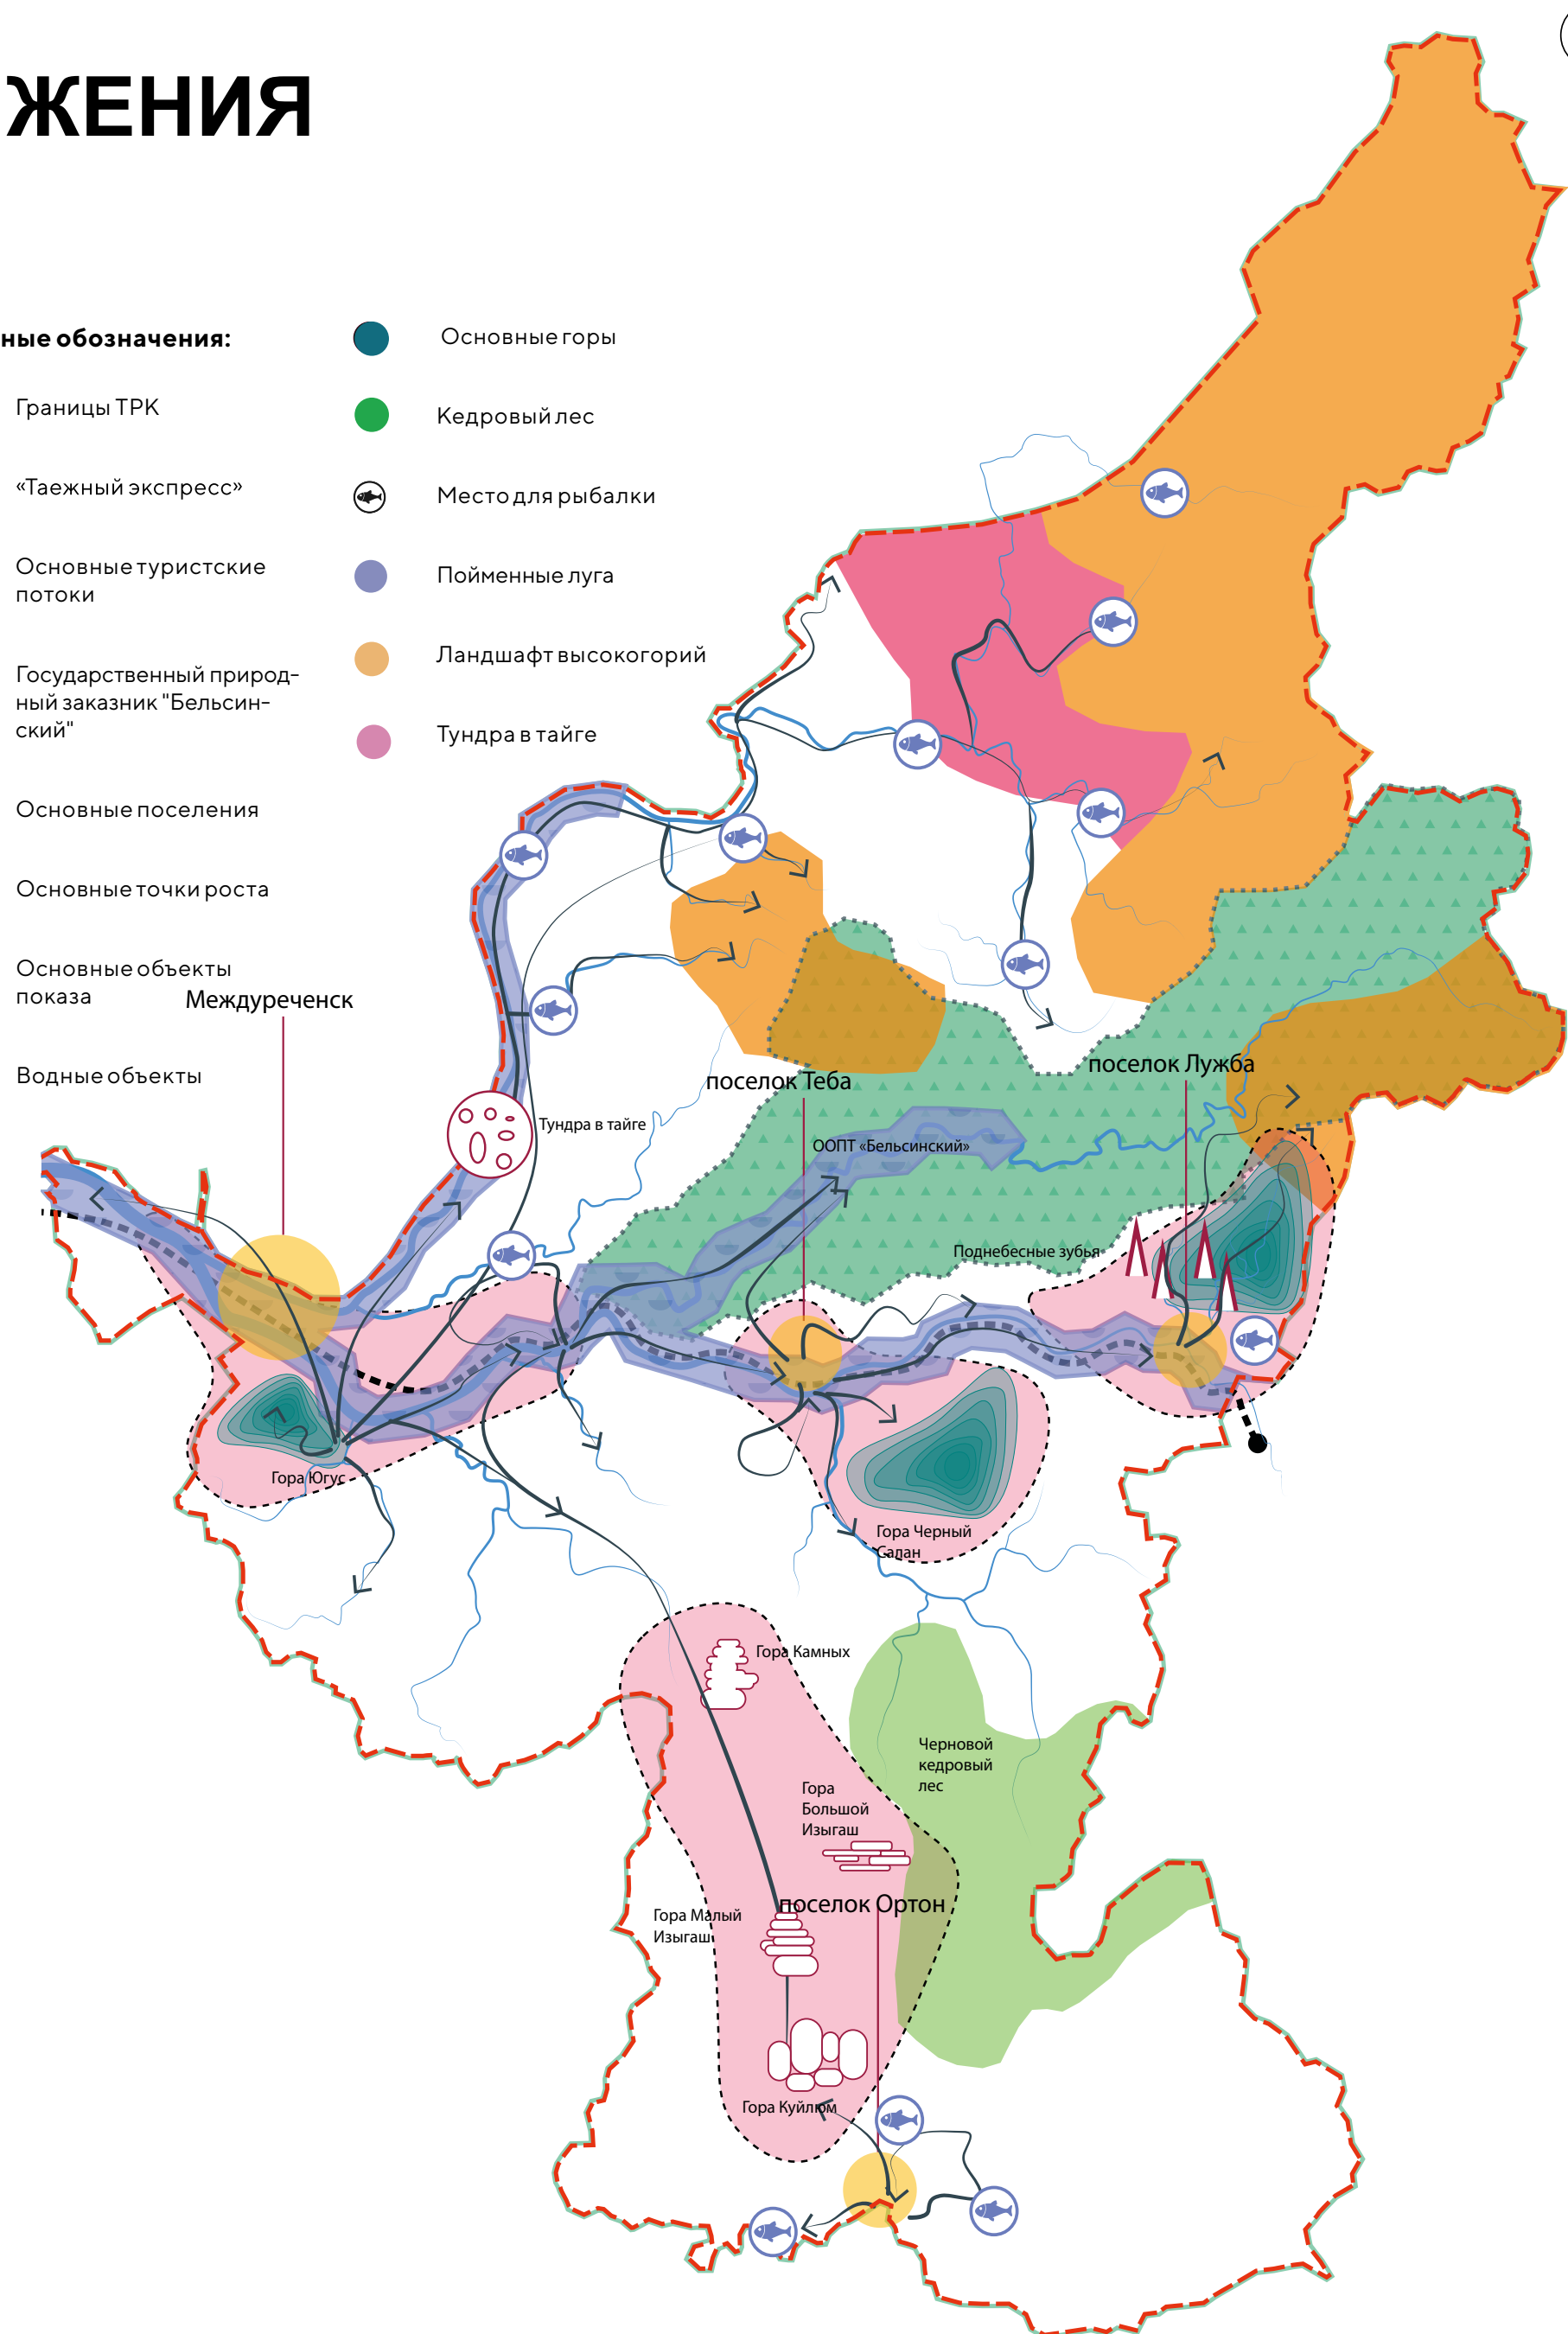 ЖЕНИЯ
ные обозначения:
Границы ТРК
«Таежный экспресс»
Основные туристские
потоки
Государственный природ-
ный заказник "Бельсин-
ский"
Основные поселения
Основные точки роста
Основные объекты
показа
Водные объекты
Основные горы
Кедровый лес
Место для рыбалки
Пойменные луга
Ландшафт высокогорий
Тундра в тайге
Междуреченск
поселок Лужба
поселок Теба
Тундра в тайге
ООПТ «Бельсинский»
Поднебесные зубья
Гора Югус
Гора Черный
Салан
Гора Камных
Черновой
кедровый
лес
Гора
Большой
Изыгаш
поселок Ортон
Гора Малый
Изыгаш
Гора Куйлюм